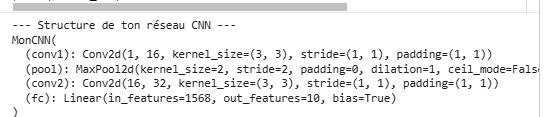 --- Structure de ton réseau CNN ---
MonCNN(
  (conv1): Conv2d(1, 16, kernel_size=(3, 3), stride=(1, 1), padding=(1, 1))
  (pool): MaxPool2d(kernel_size=2, stride=2, padding=0, dilation=1, ceil_mode=False
  (conv2): Conv2d(16, 32, kernel_size=(3, 3), stride=(1, 1), padding=(1, 1))
  (fc): Linear(in_features=1568, out_features=10, bias=True)
)